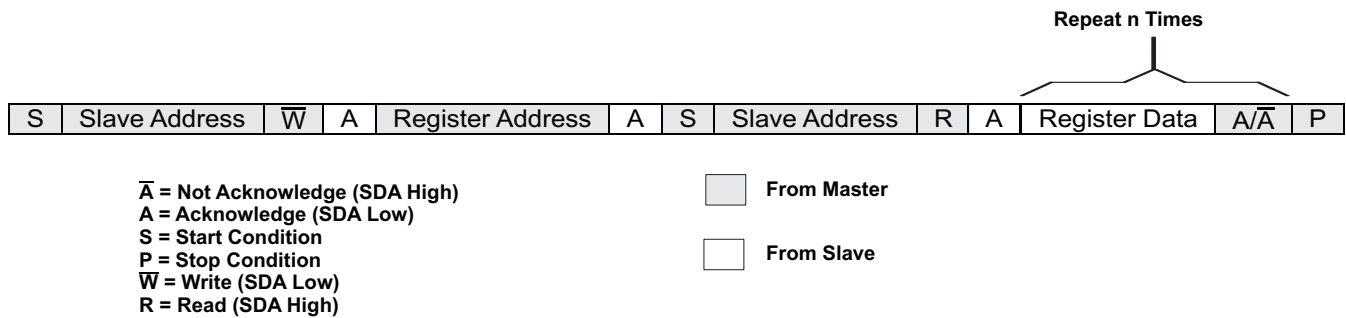 Repeat n Times
S Slave Address W̅ A Register Address A S Slave Address R A Register Data A/A̅ P
A̅ = Not Acknowledge (SDA High)
A = Acknowledge (SDA Low)
S = Start Condition
P = Stop Condition
W̅ = Write (SDA Low)
R = Read (SDA High)
From Master
From Slave